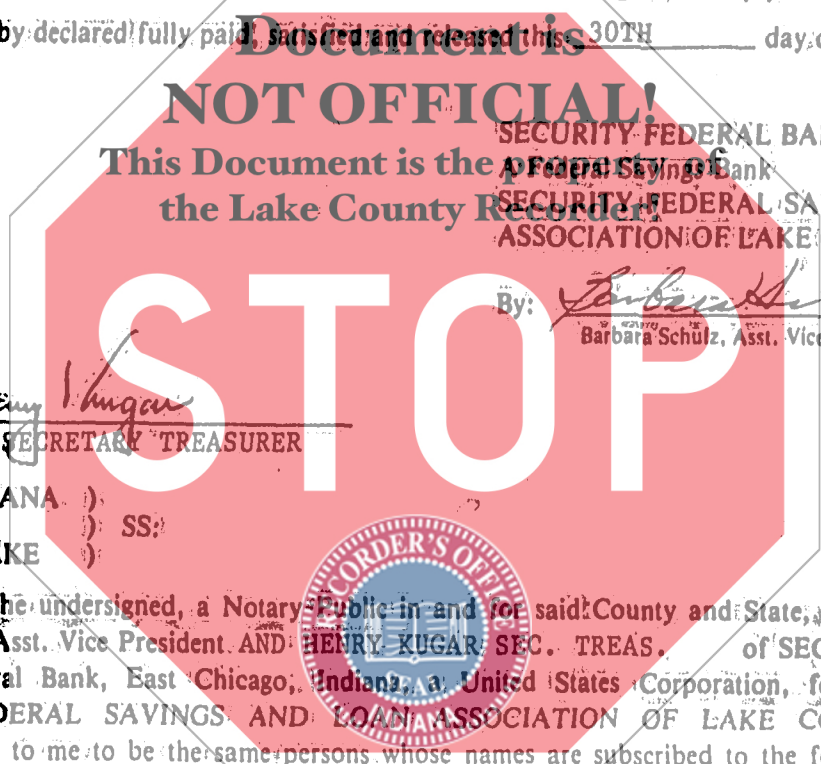 by declared fully paid, satisfied and released this 30TH day
Document is
NOT OFFICIAL!
This Document is the property of
the Lake County Recorder!
SECURITY FEDERAL BA
A Federal Savings Bank
SECURITY FEDERAL SA
ASSOCIATION OF LAKE
By:
Barbara Schulz, Asst. Vice
STOP
Kugar
SECRETARY TREASURER
ANA )
) SS:
KE )
RECORDER'S OFFICE
SEAL
INDIANA
he undersigned, a Notary Public in and for said County and State,
Asst. Vice President AND HENRY KUGAR SEC. TREAS. of SEC
al Bank, East Chicago, Indiana, a United States Corporation, f
DERAL SAVINGS AND LOAN ASSOCIATION OF LAKE CO
to me to be the same persons whose names are subscribed to the f